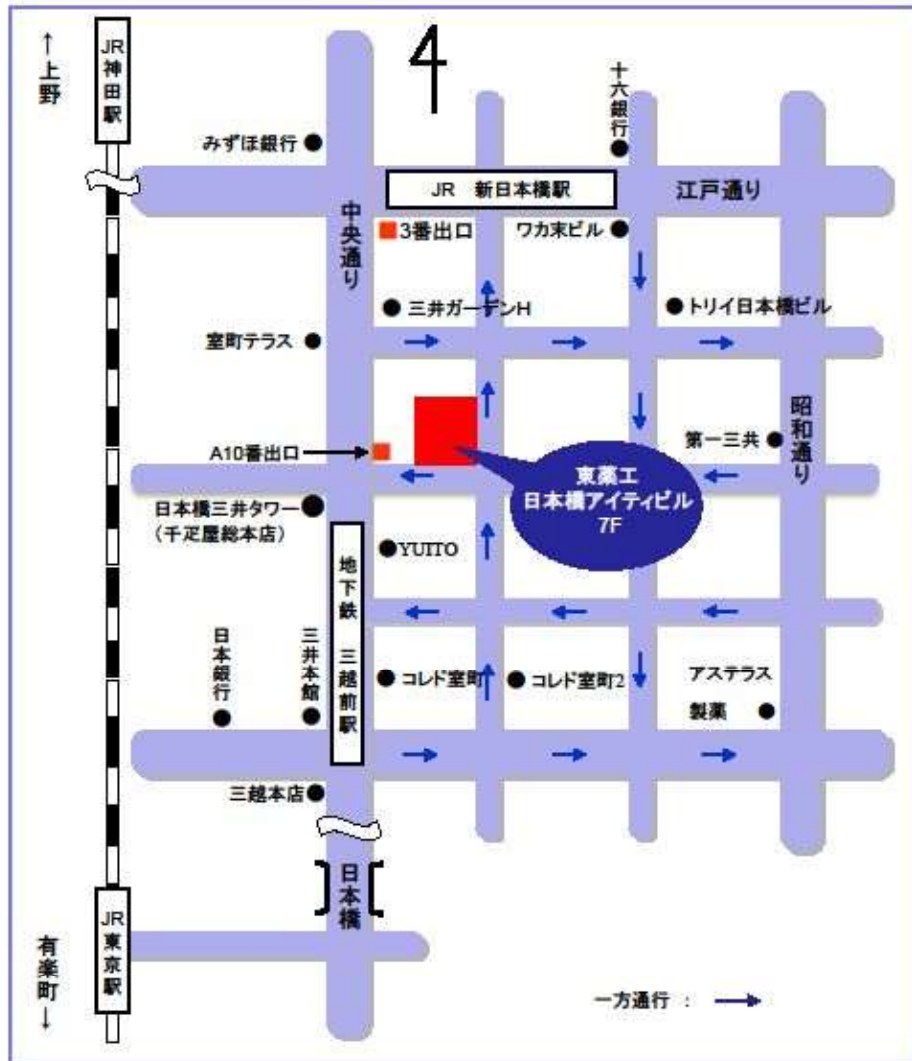 ↑上野
JR神田駅
みずほ銀行
十六銀行
JR 新日本橋駅
江戸通り
中央通り
3番出口
ワカ末ビル
三井ガーデンH
トリイ日本橋ビル
室町テラス
昭和通り
第一三共
A10番出口
東薬工
日本橋アイティビル
7F
日本橋三井タワー
(千疋屋総本店)
YUITO
地下鉄 三越前駅
日本銀行
三井本館
コレド室町
コレド室町2
アステラス
製薬
三越本店
日本橋
JR東京駅
有楽町↓
一方通行 : →